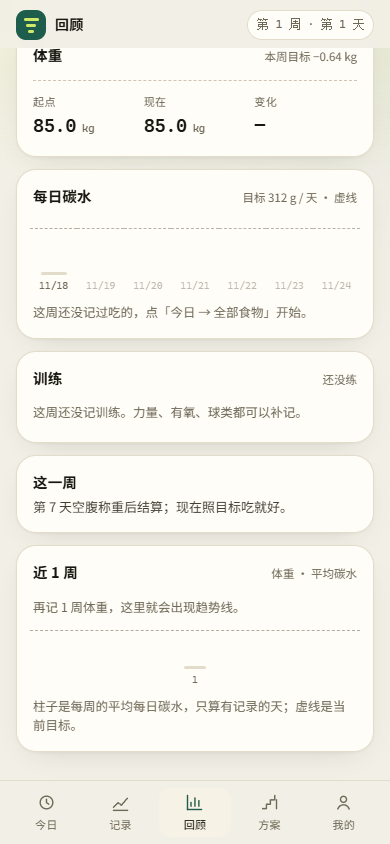 回顾
第 1 周 · 第 1 天
体重
本周目标 −0.64 kg
起点 现在 变化
85.0 kg 85.0 kg —
每日碳水
目标 312 g / 天 · 虚线
11/18 11/19 11/20 11/21 11/22 11/23 11/24
这周还没记过吃的，点「今日 → 全部食物」开始。
训练
还没练
这周还没记训练。力量、有氧、球类都可以补记。
这一周
第 7 天空腹称重后结算；现在照目标吃就好。
近 1 周
体重 · 平均碳水
再记 1 周体重，这里就会出现趋势线。
1
柱子是每周的平均每日碳水，只算有记录的天；虚线是当
前目标。
今日 记录 回顾 方案 我的